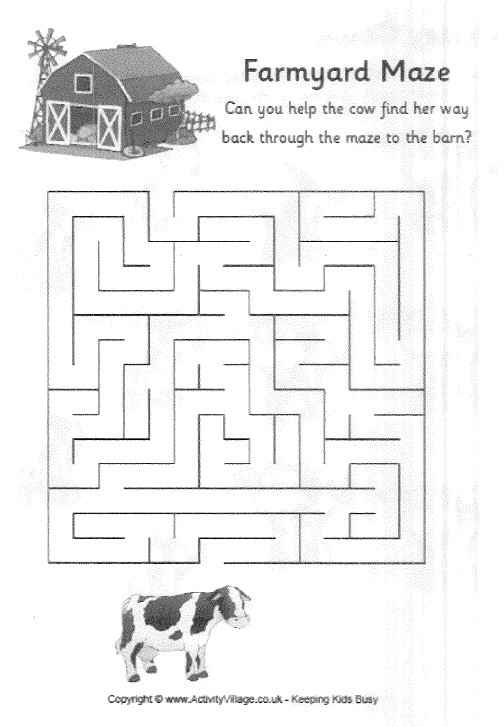 Farmyard Maze
Can you help the cow find her way
back through the maze to the barn?
Copyright © www.ActivityVillage.co.uk - Keeping Kids Busy